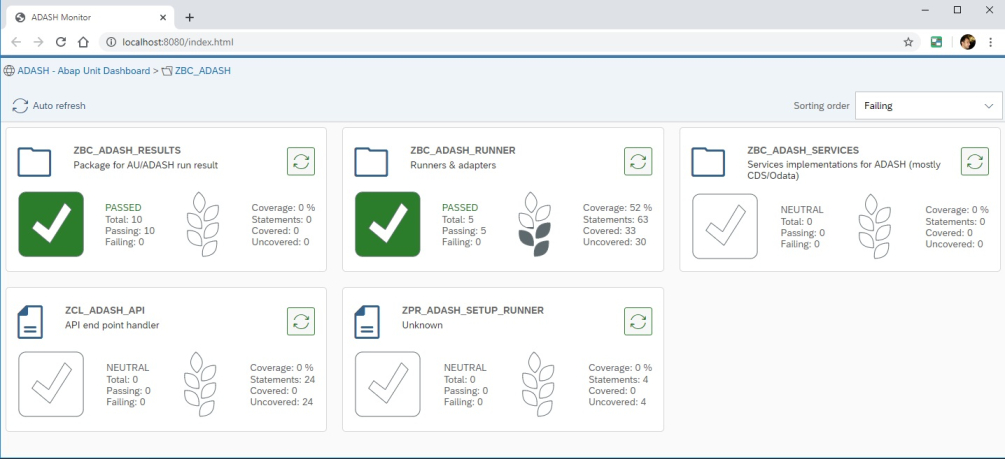 ADASH Monitor
localhost:8080/index.html
ADASH - Abap Unit Dashboard > ZBC_ADASH
Auto refresh
Sorting order
Failing
ZBC_ADASH_RESULTS
Package for AU/ADASH run result
PASSED
Total: 10
Passing: 10
Failing: 0
Coverage: 0 %
Statements: 0
Covered: 0
Uncovered: 0
ZBC_ADASH_RUNNER
Runners & adapters
PASSED
Total: 5
Passing: 5
Failing: 0
Coverage: 52 %
Statements: 63
Covered: 33
Uncovered: 30
ZBC_ADASH_SERVICES
Services implementations for ADASH (mostly
CDS/Odata)
NEUTRAL
Total: 0
Passing: 0
Failing: 0
Coverage: 0 %
Statements: 0
Covered: 0
Uncovered: 0
ZCL_ADASH_API
API end point handler
NEUTRAL
Total: 0
Passing: 0
Failing: 0
Coverage: 0 %
Statements: 24
Covered: 0
Uncovered: 24
ZPR_ADASH_SETUP_RUNNER
Unknown
NEUTRAL
Total: 0
Passing: 0
Failing: 0
Coverage: 0 %
Statements: 4
Covered: 0
Uncovered: 4